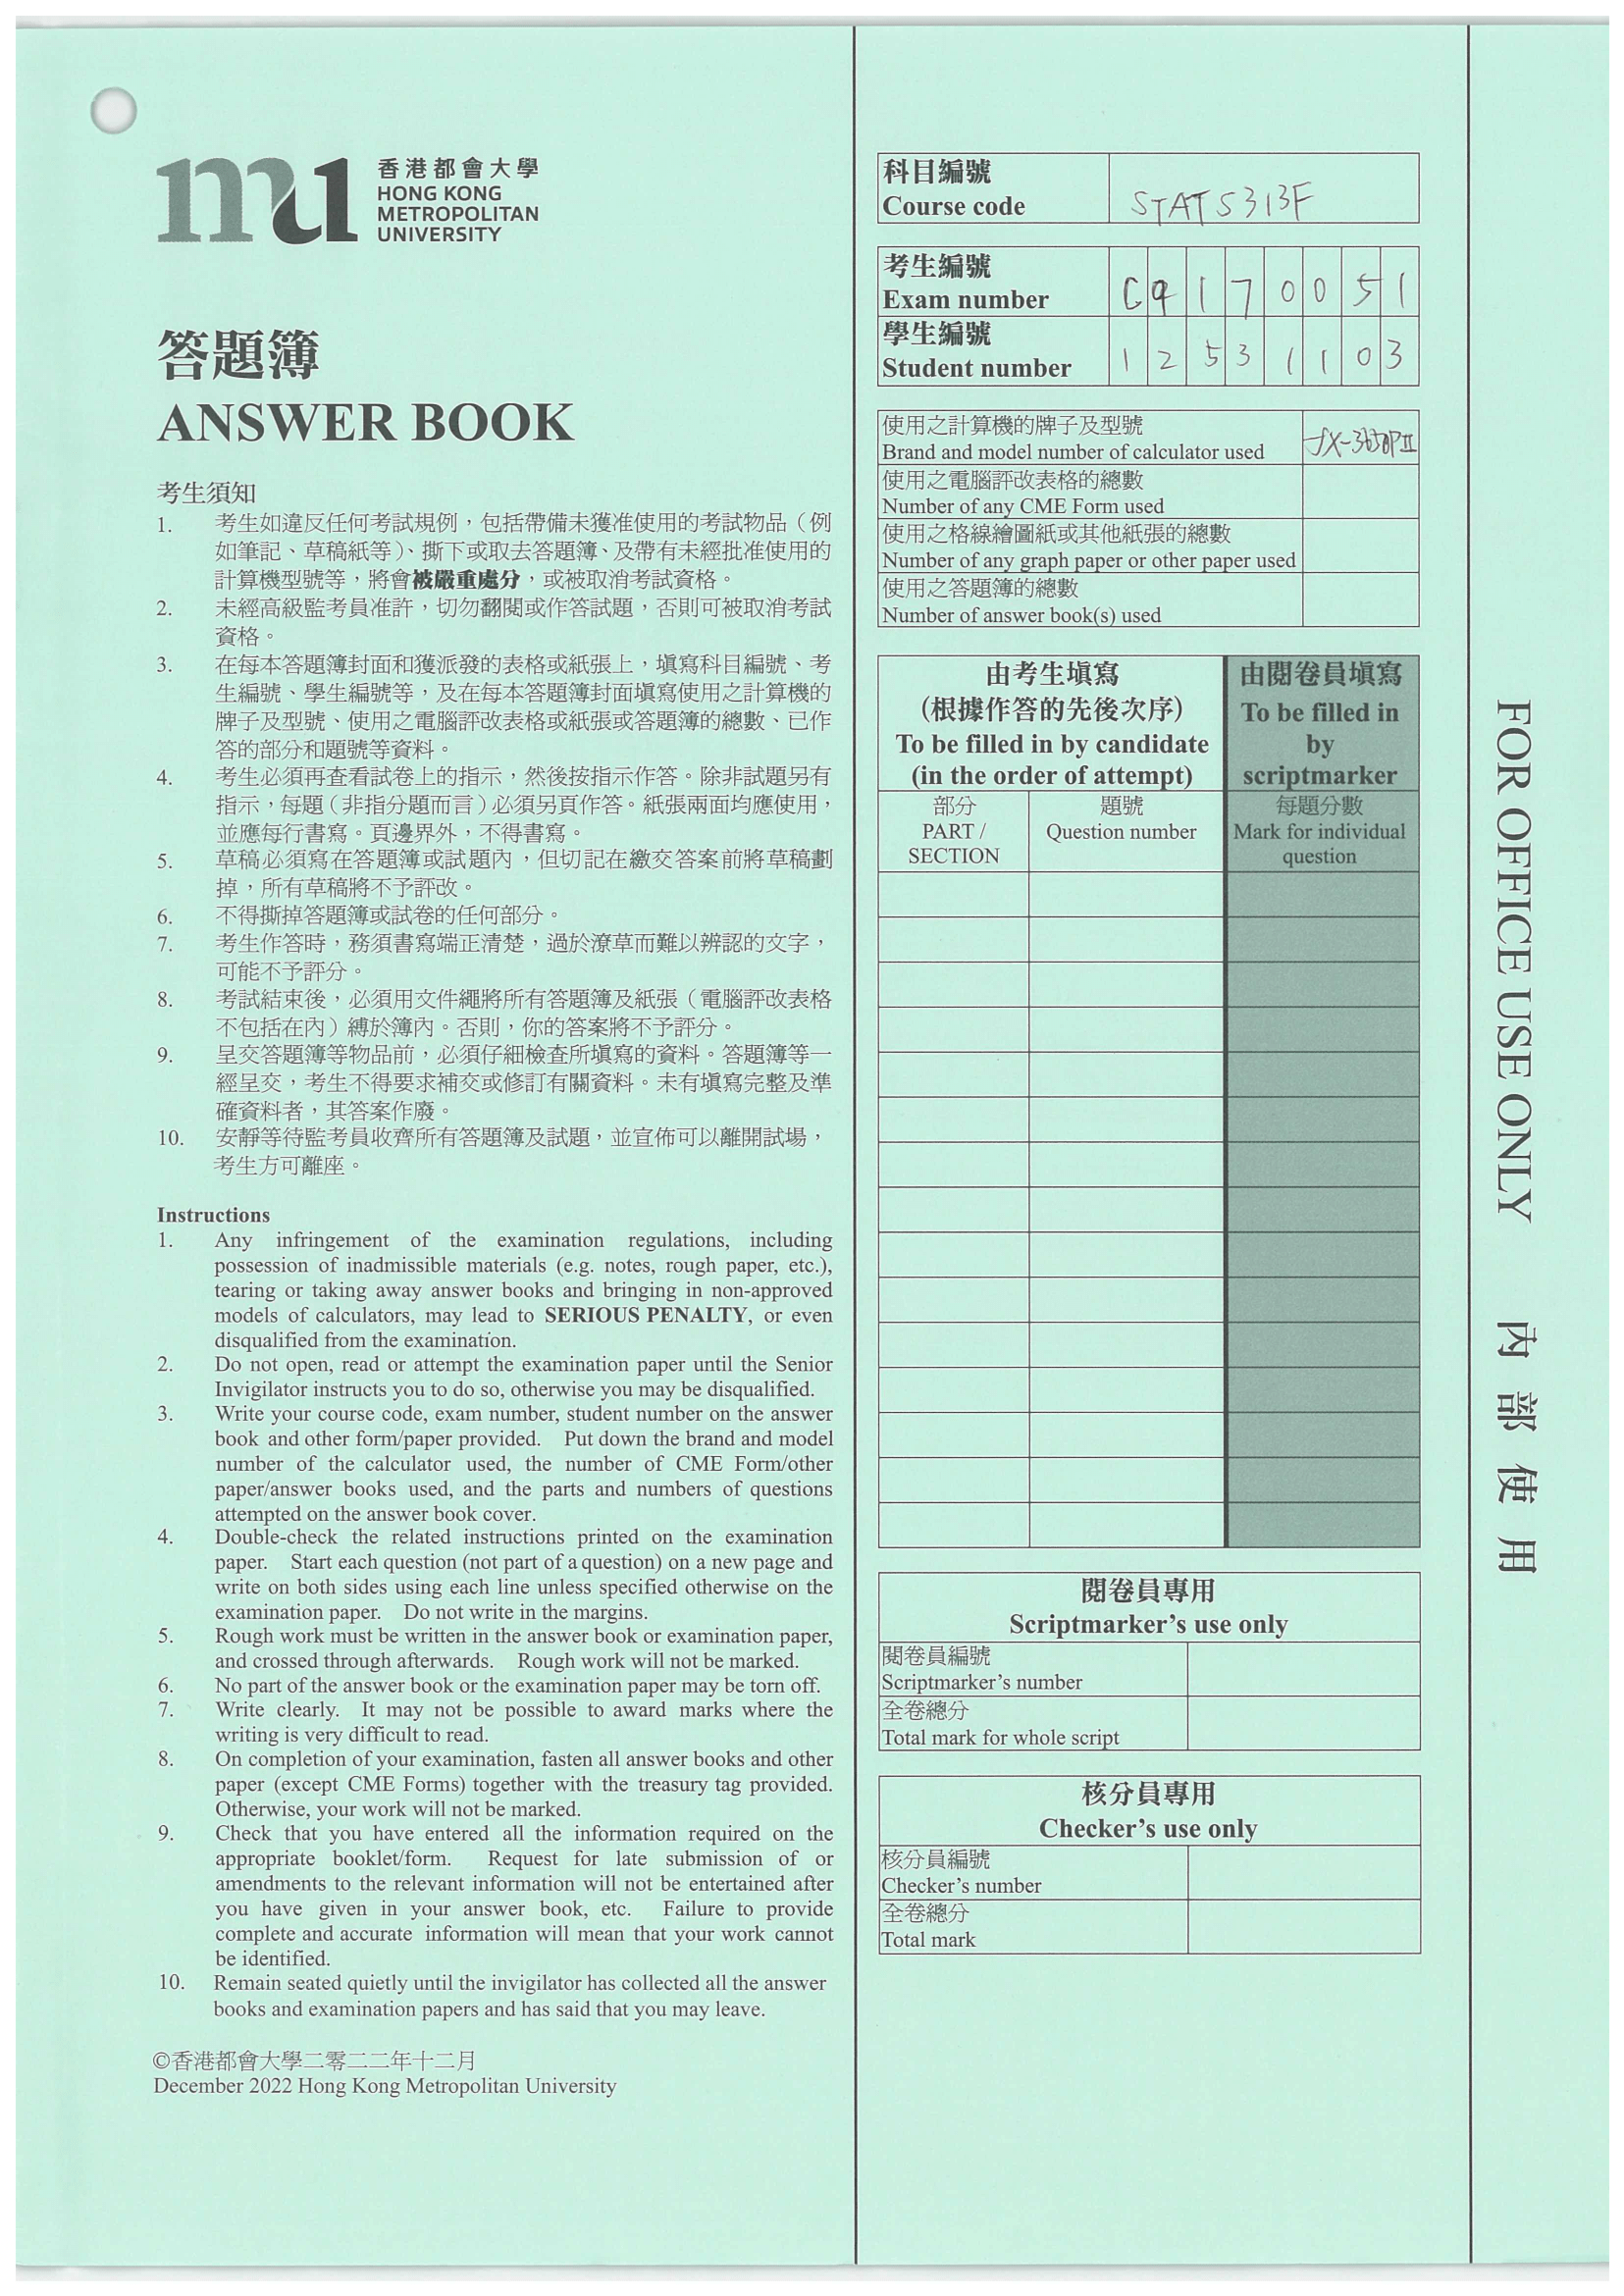 mu
香港都會大學
HONG KONG
METROPOLITAN
UNIVERSITY
答題簿
ANSWER BOOK
考生須知
1. 考生如違反任何考試規例，包括帶備未獲准使用的考試物品（例
如筆記、草稿紙等）、撕下或取去答題簿、及帶有未經批准使用的
計算機型號等，將會被嚴重處分，或被取消考試資格。
2. 未經高級監考員准許，切勿翻閱或作答試題，否則可被取消考試
資格。
3. 在每本答題簿封面和獲派發的表格或紙張上，填寫科目編號、考
生編號、學生編號等，及在每本答題簿封面填寫使用之計算機的
牌子及型號、使用之電腦評改表格或紙張或答題簿的總數、已作
答的部分和題號等資料。
4. 考生必須再查看試卷上的指示，然後按指示作答。除非試題另有
指示，每題（非指分題而言）必須另頁作答。紙張兩面均應使用，
並應每行書寫。頁邊界外，不得書寫。
5. 草稿必須寫在答題簿或試題內，但切記在繳交答案前將草稿劃
掉，所有草稿將不予評改。
6. 不得撕掉答題簿或試卷的任何部分。
7. 考生作答時，務須書寫端正清楚，過於潦草而難以辨認的文字，
可能不予評分。
8. 考試結束後，必須用文件繩將所有答題簿及紙張（電腦評改表格
不包括在內）縛於簿內。否則，你的答案將不予評分。
9. 呈交答題簿等物品前，必須仔細檢查所填寫的資料。答題簿等一
經呈交，考生不得要求補交或修訂有關資料。未有填寫完整及準
確資料者，其答案作廢。
10. 安靜等待監考員收齊所有答題簿及試題，並宣佈可以離開試場，
考生方可離座。
Instructions
1. Any infringement of the examination regulations, including
possession of inadmissible materials (e.g. notes, rough paper, etc.),
tearing or taking away answer books and bringing in non-approved
models of calculators, may lead to SERIOUS PENALTY, or even
disqualified from the examination.
2. Do not open, read or attempt the examination paper until the Senior
Invigilator instructs you to do so, otherwise you may be disqualified.
3. Write your course code, exam number, student number on the answer
book and other form/paper provided. Put down the brand and model
number of the calculator used, the number of CME Form/other
paper/answer books used, and the parts and numbers of questions
attempted on the answer book cover.
4. Double-check the related instructions printed on the examination
paper. Start each question (not part of a question) on a new page and
write on both sides using each line unless specified otherwise on the
examination paper. Do not write in the margins.
5. Rough work must be written in the answer book or examination paper,
and crossed through afterwards. Rough work will not be marked.
6. No part of the answer book or the examination paper may be torn off.
7. Write clearly. It may not be possible to award marks where the
writing is very difficult to read.
8. On completion of your examination, fasten all answer books and other
paper (except CME Forms) together with the treasury tag provided.
Otherwise, your work will not be marked.
9. Check that you have entered all the information required on the
appropriate booklet/form. Request for late submission of or
amendments to the relevant information will not be entertained after
you have given in your answer book, etc. Failure to provide
complete and accurate information will mean that your work cannot
be identified.
10. Remain seated quietly until the invigilator has collected all the answer
books and examination papers and has said that you may leave.
©香港都會大學二零二二年十二月
December 2022 Hong Kong Metropolitan University
科目編號
Course code STAT S313F
考生編號
Exam number C9170051
學生編號
Student number 12531103
使用之計算機的牌子及型號
Brand and model number of calculator used fx-3650PII
使用之電腦評改表格的總數
Number of any CME Form used
使用之格線繪圖紙或其他紙張的總數
Number of any graph paper or other paper used
使用之答題簿的總數
Number of answer book(s) used
由考生填寫
（根據作答的先後次序）
To be filled in by candidate
(in the order of attempt)
由閱卷員填寫
To be filled in
by
scriptmarker
部分
PART /
SECTION
題號
Question number
每題分數
Mark for individual
question
閱卷員專用
Scriptmarker's use only
閱卷員編號
Scriptmarker's number
全卷總分
Total mark for whole script
核分員專用
Checker's use only
核分員編號
Checker's number
全卷總分
Total mark
FOR OFFICE USE ONLY 內部使用